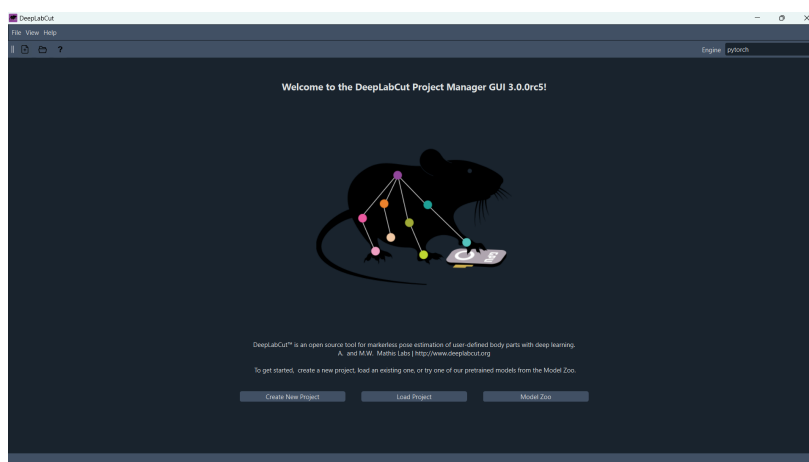 DeepLabCut
File View Help
?
Engine pytorch
Welcome to the DeepLabCut Project Manager GUI 3.0.0rc5!
DeepLabCut™ is an open source tool for markerless pose estimation of user-defined body parts with deep learning.
A. and M.W. Mathis Labs | http://www.deeplabcut.org
To get started, create a new project, load an existing one, or try one of our pretrained models from the Model Zoo.
Create New Project Load Project Model Zoo